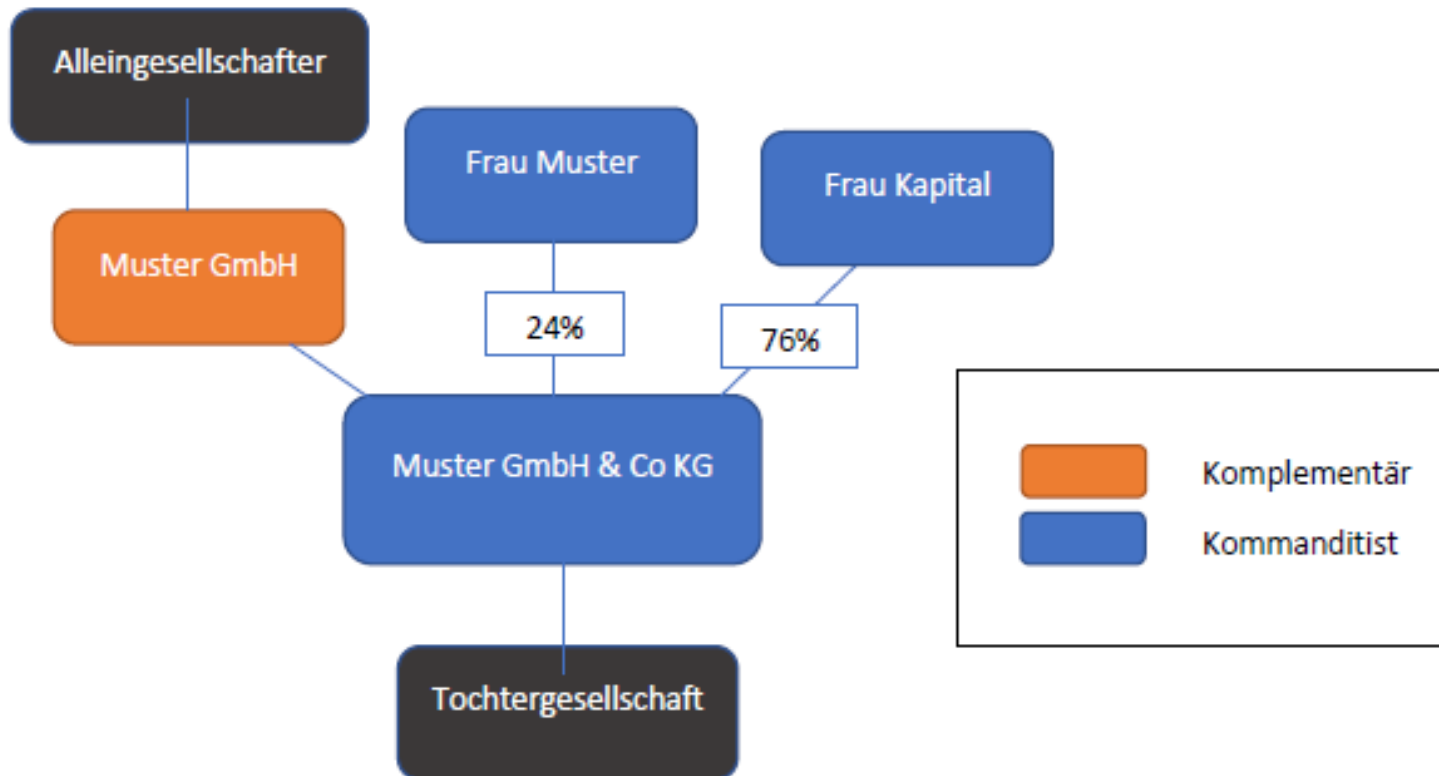 Alleingesellschafter
Frau Muster
Frau Kapital
Muster GmbH
24%
76%
Muster GmbH & Co KG
Komplementär
Kommanditist
Tochtergesellschaft